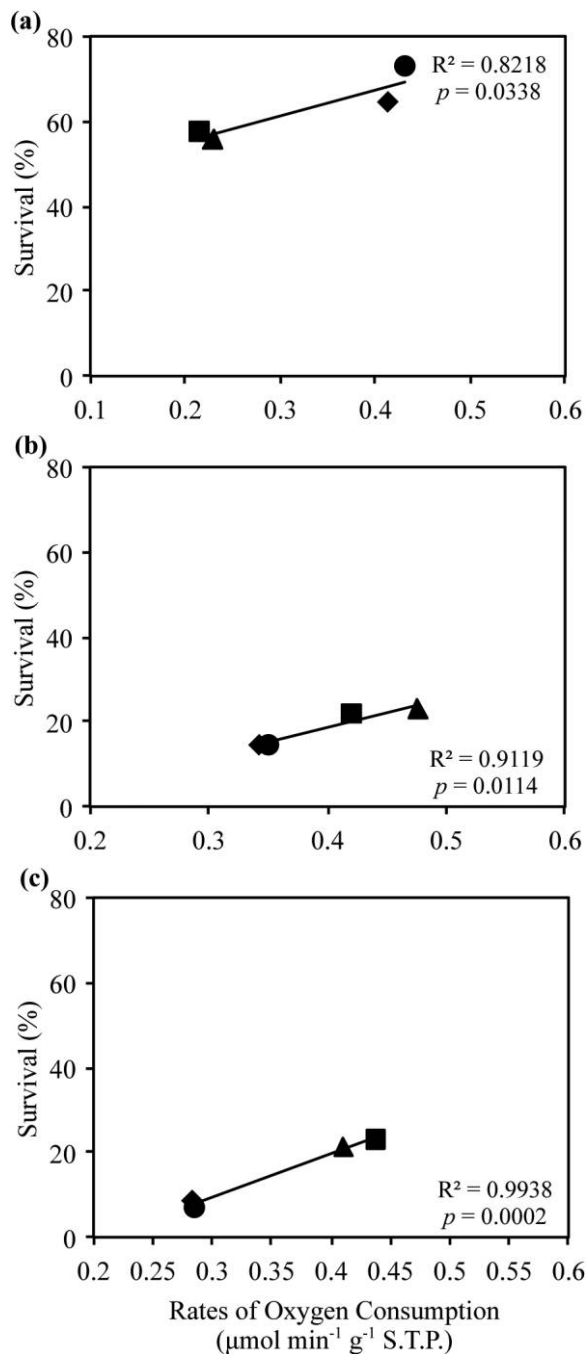 (a)
80
60
40
20
0
Survival (%)
R² = 0.8218
p = 0.0338
0.1 0.2 0.3 0.4 0.5 0.6
(b)
80
60
40
20
0
Survival (%)
R² = 0.9119
p = 0.0114
0.2 0.3 0.4 0.5 0.6
(c)
80
60
40
20
0
Survival (%)
R² = 0.9938
p = 0.0002
0.2 0.25 0.3 0.35 0.4 0.45 0.5 0.55 0.6
Rates of Oxygen Consumption
(μmol min⁻¹ g⁻¹ S.T.P.)